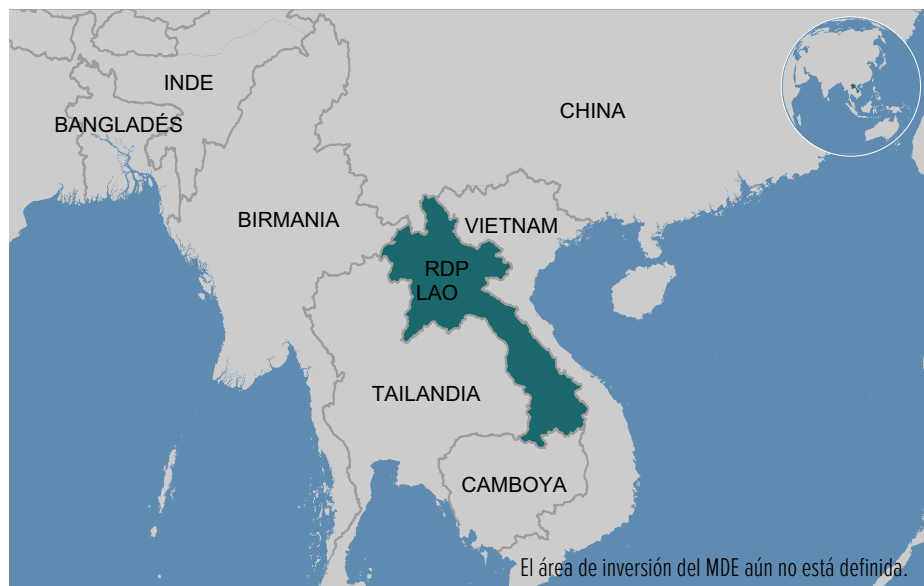 INDE
BANGLADÉS
CHINA
BIRMANIA
VIETNAM
RDP
LAO
TAILANDIA
CAMBOYA
El área de inversión del MDE aún no está definida.